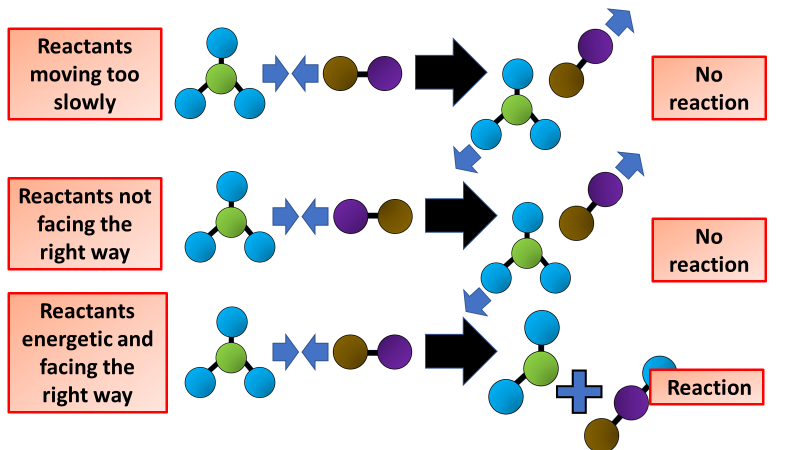 Reactants
moving too
slowly
No
reaction
Reactants not
facing the
right way
No
reaction
Reactants
energetic and
facing the
right way
Reaction